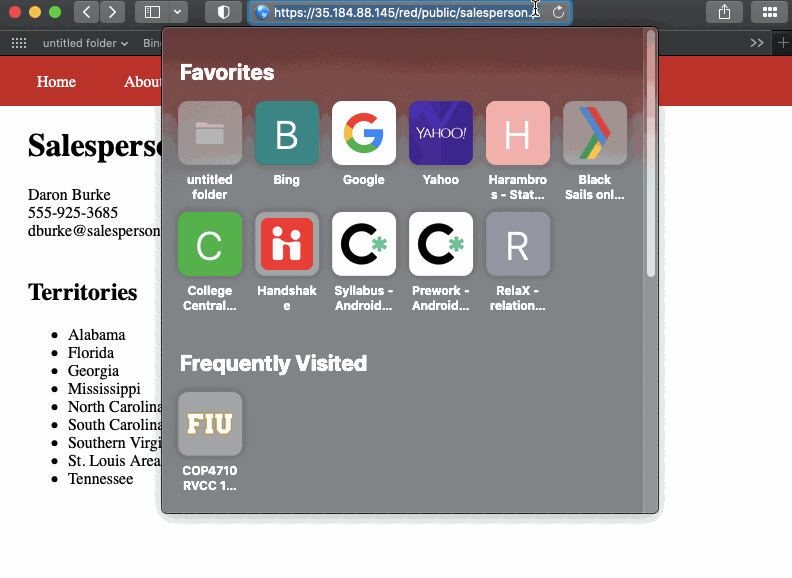 https://35.184.88.145/red/public/salesperson.
untitled folder
Bin
Home
About
Favorites
B
YAHOO!
H
untitled folder
Bing
Google
Yahoo
Harambro
s - Stat...
Black
Sails onl...
C
C*
C*
R
College
Central...
Handshak
e
Syllabus -
Android...
Prework -
Android...
RelaX -
relation...
Frequently Visited
FIU
COP4710
RVCC 1...
Salesperso
Daron Burke
555-925-3685
dburke@salesperson
Territories
Alabama
Florida
Georgia
Mississippi
North Carolina
South Carolina
Southern Virgi
St. Louis Area
Tennessee